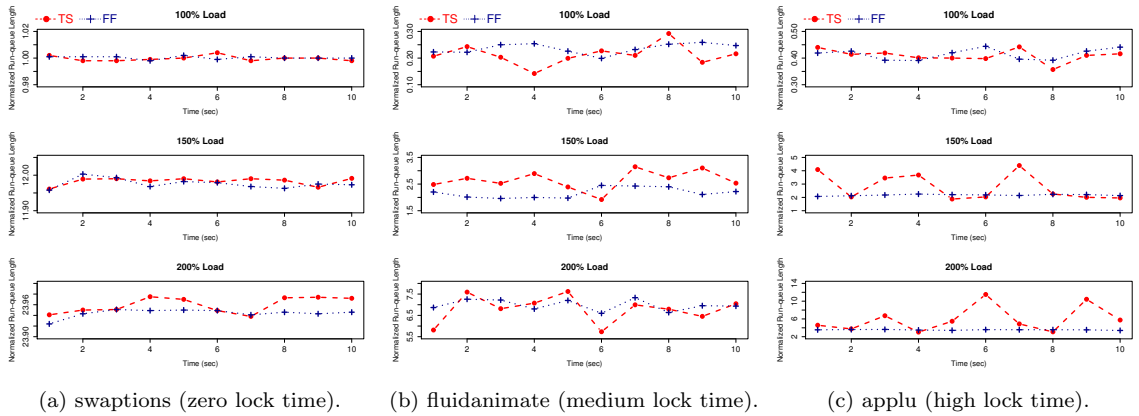 100% Load
TS FF
Normalized Run-queue Length
0.98 1.00 1.02
2 4 6 8 10
Time (sec)
150% Load
Normalized Run-queue Length
11.90 12.00
2 4 6 8 10
Time (sec)
200% Load
Normalized Run-queue Length
23.90 23.96
2 4 6 8 10
Time (sec)
(a) swaptions (zero lock time).
100% Load
TS FF
Normalized Run-queue Length
0.10 0.20 0.30
2 4 6 8 10
Time (sec)
150% Load
Normalized Run-queue Length
1.5 2.5 3.5
2 4 6 8 10
Time (sec)
200% Load
Normalized Run-queue Length
5.5 6.5 7.5
2 4 6 8 10
Time (sec)
(b) fluidanimate (medium lock time).
100% Load
TS FF
Normalized Run-queue Length
0.30 0.40 0.50
2 4 6 8 10
Time (sec)
150% Load
Normalized Run-queue Length
1 2 3 4 5
2 4 6 8 10
Time (sec)
200% Load
Normalized Run-queue Length
2 6 10 14
2 4 6 8 10
Time (sec)
(c) applu (high lock time).